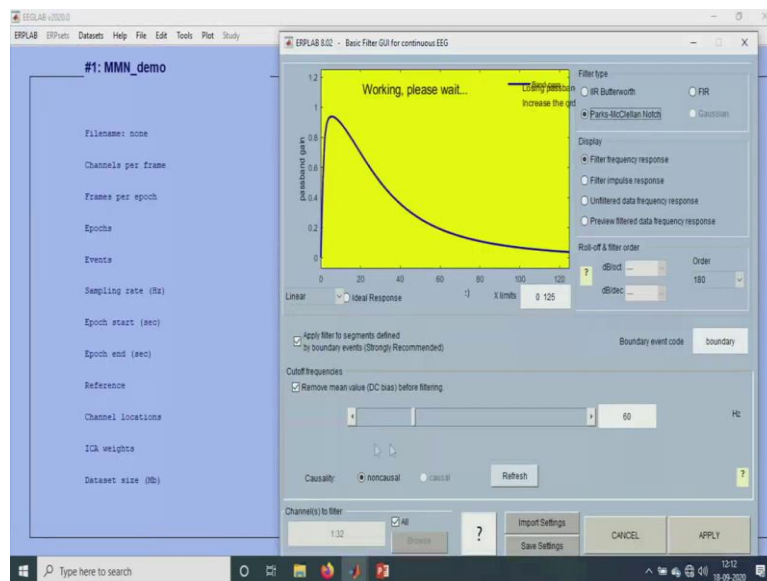 EEGLAB v2020.0
ERPLAB ERPsets Datasets Help File Edit Tools Plot Study
#1: MMN_demo
Filename: none
Channels per frame
Frames per epoch
Epochs
Events
Sampling rate (Hz)
Epoch start (sec)
Epoch end (sec)
Reference
Channel locations
ICA weights
Dataset size (Mb)
ERPLAB 8.02 - Basic Filter GUI for continuous EEG
Working, please wait...
Losing passban
Increase the ord
1.2
1
0.8
0.6
0.4
0.2
0
passband gain
0 20 40 60 80 100 120
Linear
Ideal Response
:)
X limits
0 125
Filter type
IIR Butterworth
FIR
Parks-McClellan Notch
Gaussian
Display
Filter frequency response
Filter impulse response
Unfiltered data frequency response
Preview filtered data frequency response
Roll-off & filter order
?
dB/oct
---
dB/dec
---
Order
180
Apply filter to segments defined
by boundary events (Strongly Recommended)
Boundary event code
boundary
Cutoff frequencies
Remove mean value (DC bias) before filtering.
60
Hz
Causality:
noncausal
causal
Refresh
?
Channel(s) to filter
1:32
All
Browse
?
Import Settings
Save Settings
CANCEL
APPLY
Type here to search
12:12
18-09-2020